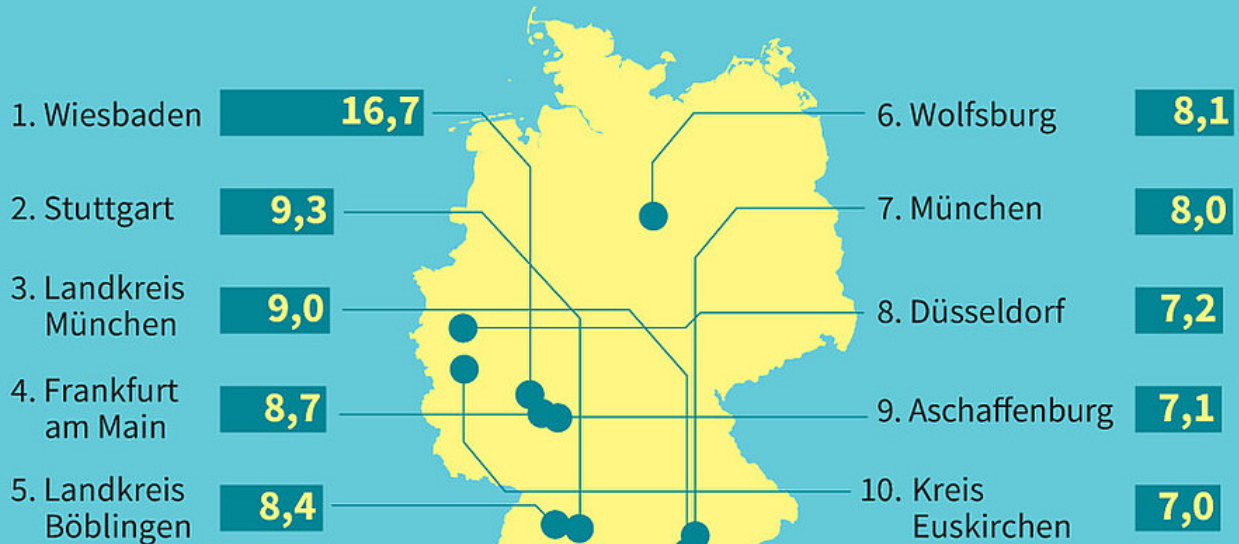 1. Wiesbaden 16,7
2. Stuttgart 9,3
3. Landkreis
München 9,0
4. Frankfurt
am Main 8,7
5. Landkreis
Böblingen 8,4
6. Wolfsburg 8,1
7. München 8,0
8. Düsseldorf 7,2
9. Aschaffenburg 7,1
10. Kreis
Euskirchen 7,0